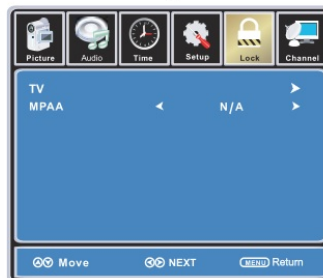 Picture Audio Time Setup Lock Channel
TV
MPAA N/A
Move NEXT MENU Return